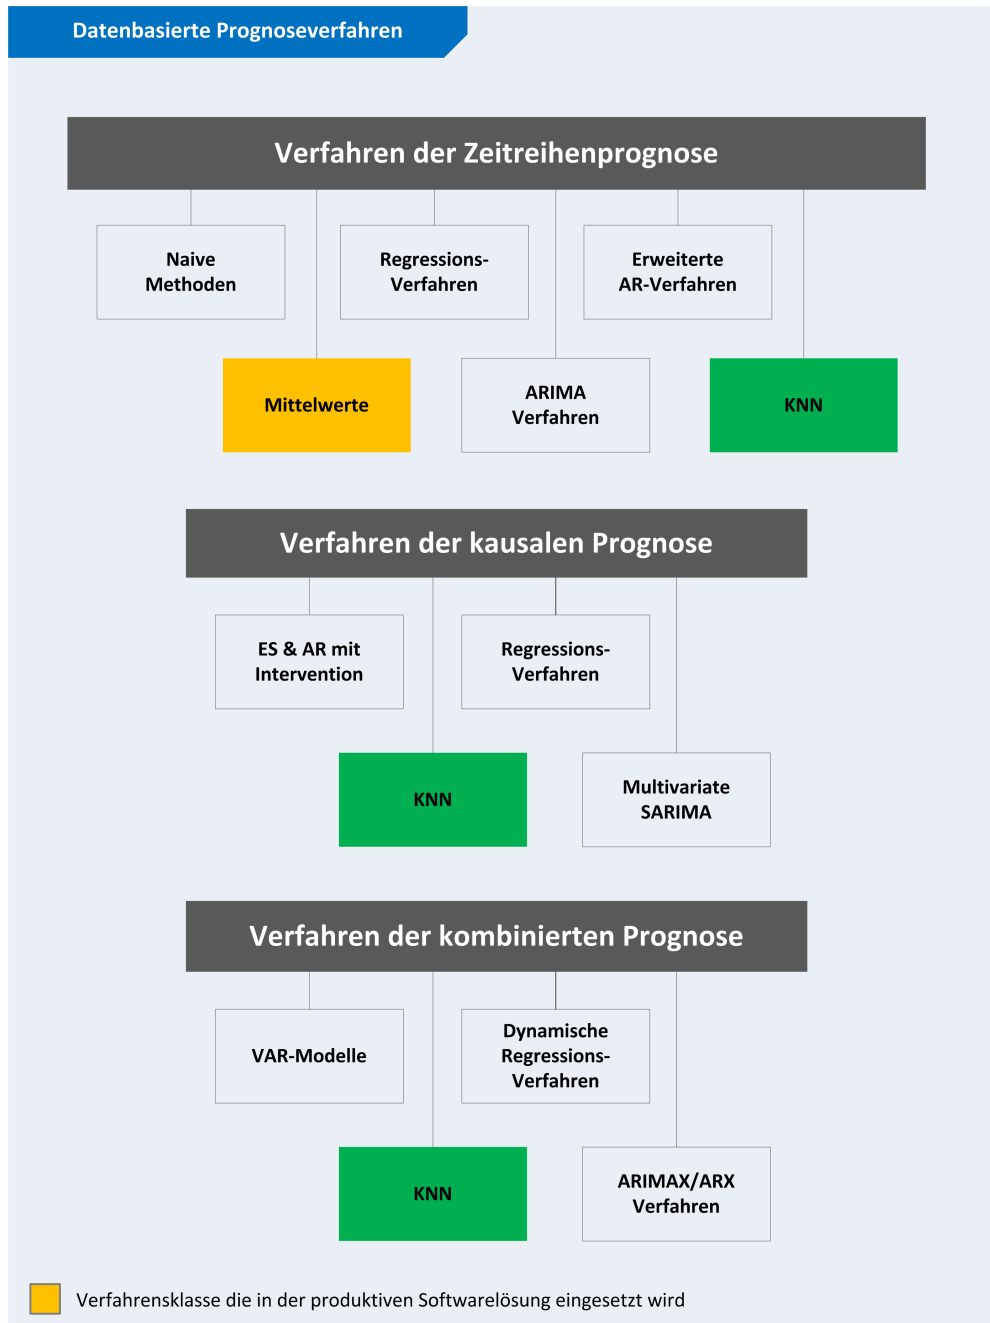 Datenbasierte Prognoseverfahren
Verfahren der Zeitreihenprognose
Naive
Methoden
Regressions-
Verfahren
Erweiterte
AR-Verfahren
Mittelwerte
ARIMA
Verfahren
KNN
Verfahren der kausalen Prognose
ES & AR mit
Intervention
Regressions-
Verfahren
KNN
Multivariate
SARIMA
Verfahren der kombinierten Prognose
VAR-Modelle
Dynamische
Regressions-
Verfahren
KNN
ARIMAX/ARX
Verfahren
Verfahrensklasse die in der produktiven Softwarelösung eingesetzt wird